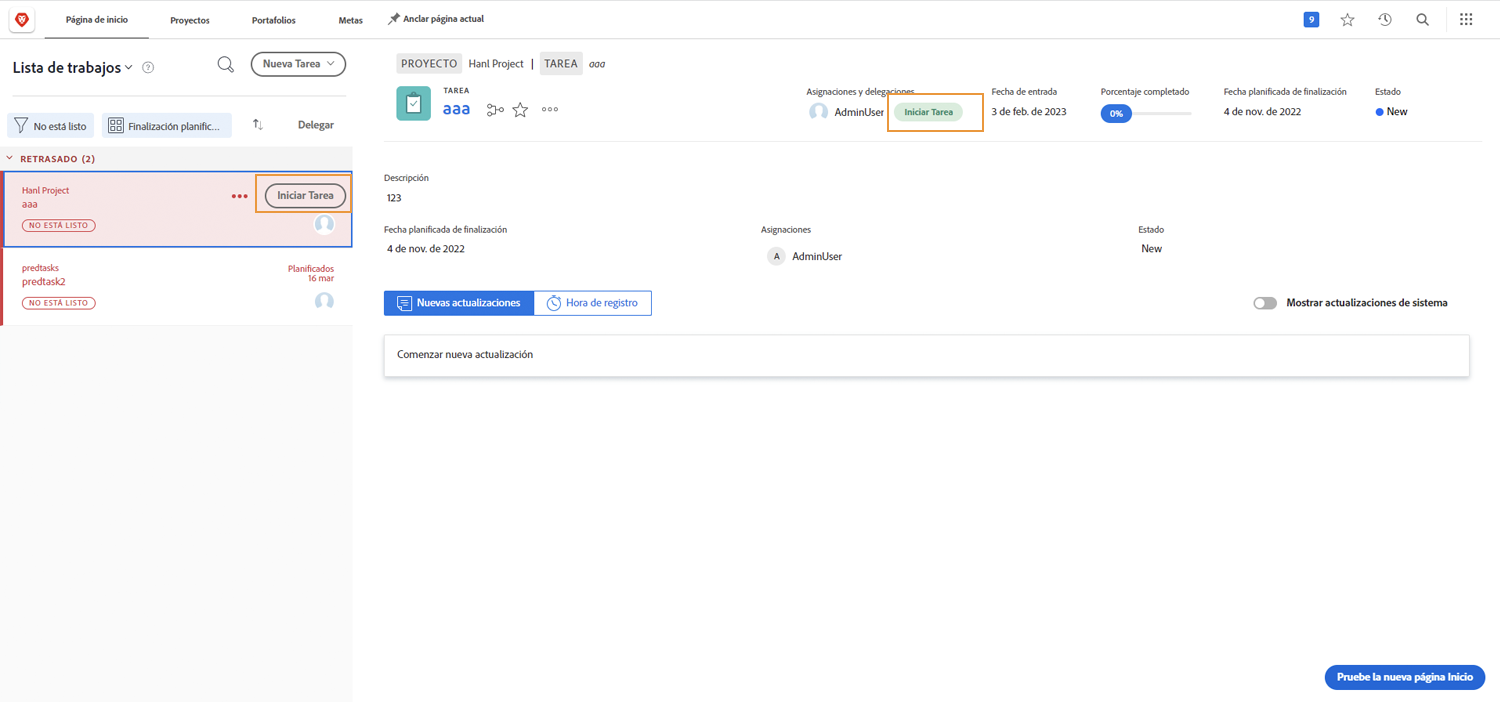 Página de inicio
Proyectos
Portafolios
Metas
Anclar página actual
9
Lista de trabajos
?
Nueva Tarea
No está listo
Finalización planific...
Delegar
RETRASADO (2)
Hanl Project
aaa
NO ESTÁ LISTO
Iniciar Tarea
predtasks
predtask2
NO ESTÁ LISTO
Planificados
16 mar
PROYECTO Hanl Project | TAREA aaa
TAREA
aaa
Asignaciones y delegaciones
AdminUser
Iniciar Tarea
Fecha de entrada
3 de feb. de 2023
Porcentaje completado
0%
Fecha planificada de finalización
4 de nov. de 2022
Estado
New
Descripción
123
Fecha planificada de finalización
4 de nov. de 2022
Asignaciones
A AdminUser
Estado
New
Nuevas actualizaciones
Hora de registro
Mostrar actualizaciones de sistema
Comenzar nueva actualización
Pruebe la nueva página Inicio